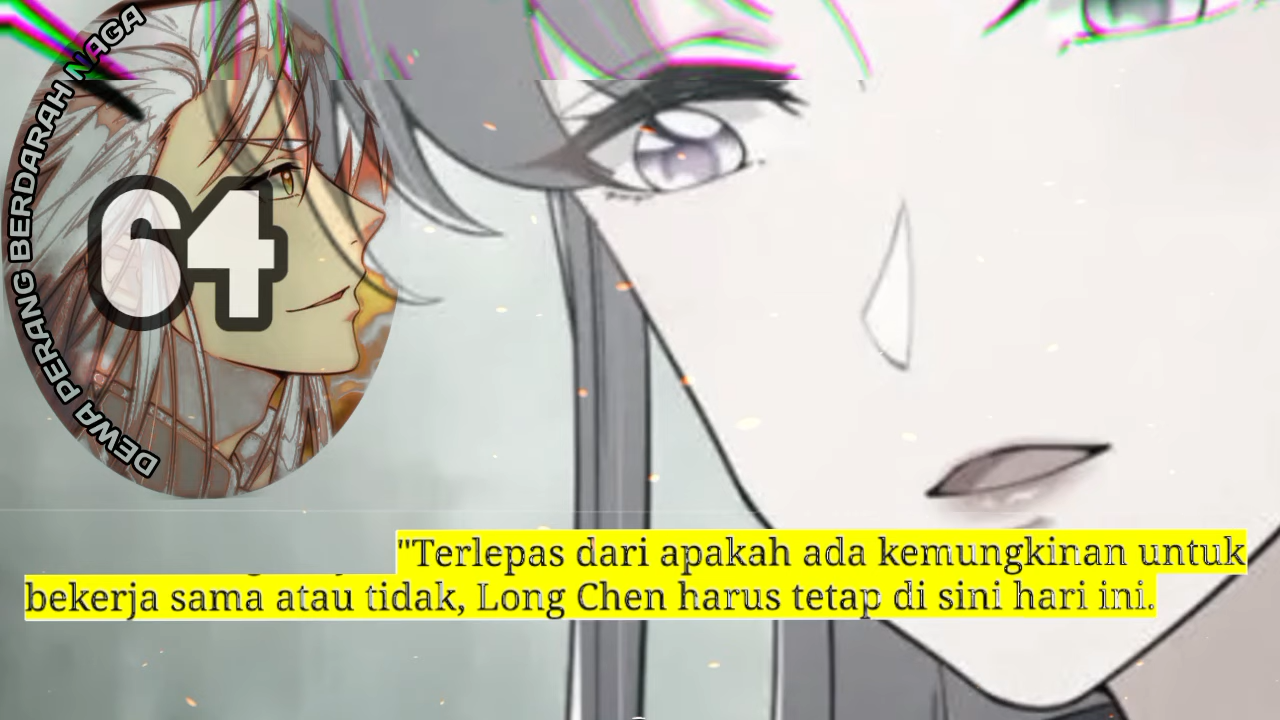 DEWA PERANG BERDARAH NAGA
64
"Terlepas dari apakah ada kemungkinan untuk
bekerja sama atau tidak, Long Chen harus tetap di sini hari ini.